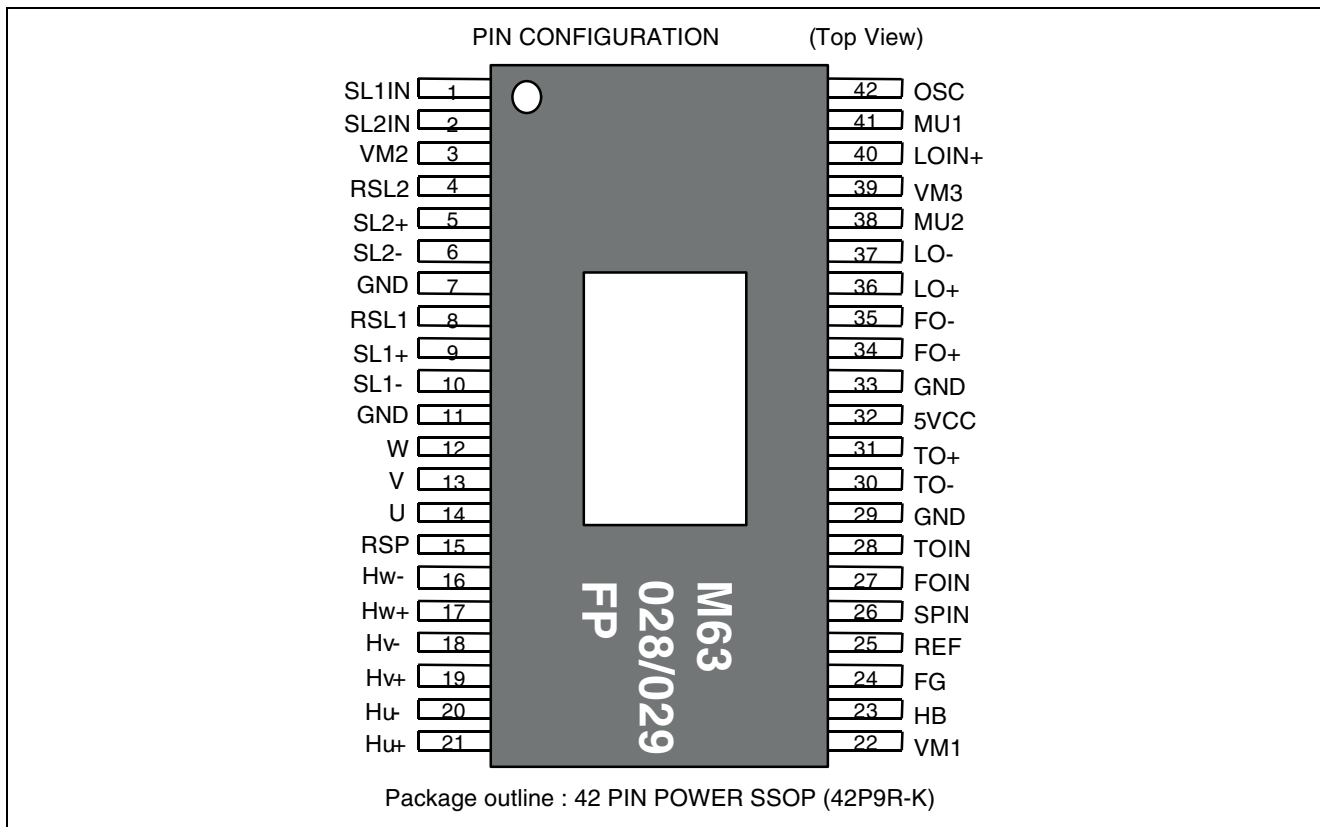 PIN CONFIGURATION (Top View)
SL1IN 1 42 OSC
SL2IN 2 41 MU1
VM2 3 40 LOIN+
RSL2 4 39 VM3
SL2+ 5 38 MU2
SL2- 6 37 LO-
GND 7 36 LO+
RSL1 8 35 FO-
SL1+ 9 34 FO+
SL1- 10 33 GND
GND 11 32 5VCC
W 12 31 TO+
V 13 30 TO-
U 14 29 GND
RSP 15 28 TOIN
Hw- 16 27 FOIN
Hw+ 17 26 SPIN
Hv- 18 25 REF
Hv+ 19 24 FG
Hu- 20 23 HB
Hu+ 21 22 VM1
M63
028/029
FP
Package outline : 42 PIN POWER SSOP (42P9R-K)